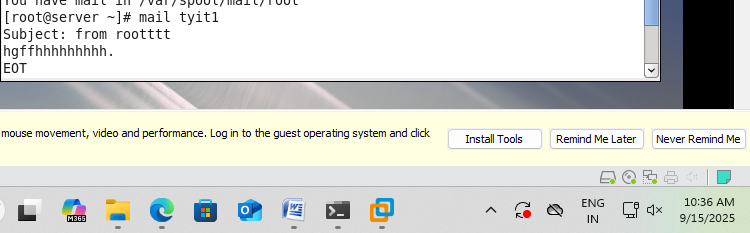 You have mail in /var/spool/mail/root
[root@server ~]# mail tyit1
Subject: from roottttt
hgffhhhhhhhhh.
EOT
mouse movement, video and performance. Log in to the guest operating system and click
Install Tools
Remind Me Later
Never Remind Me
M365
ENG
IN
10:36 AM
9/15/2025